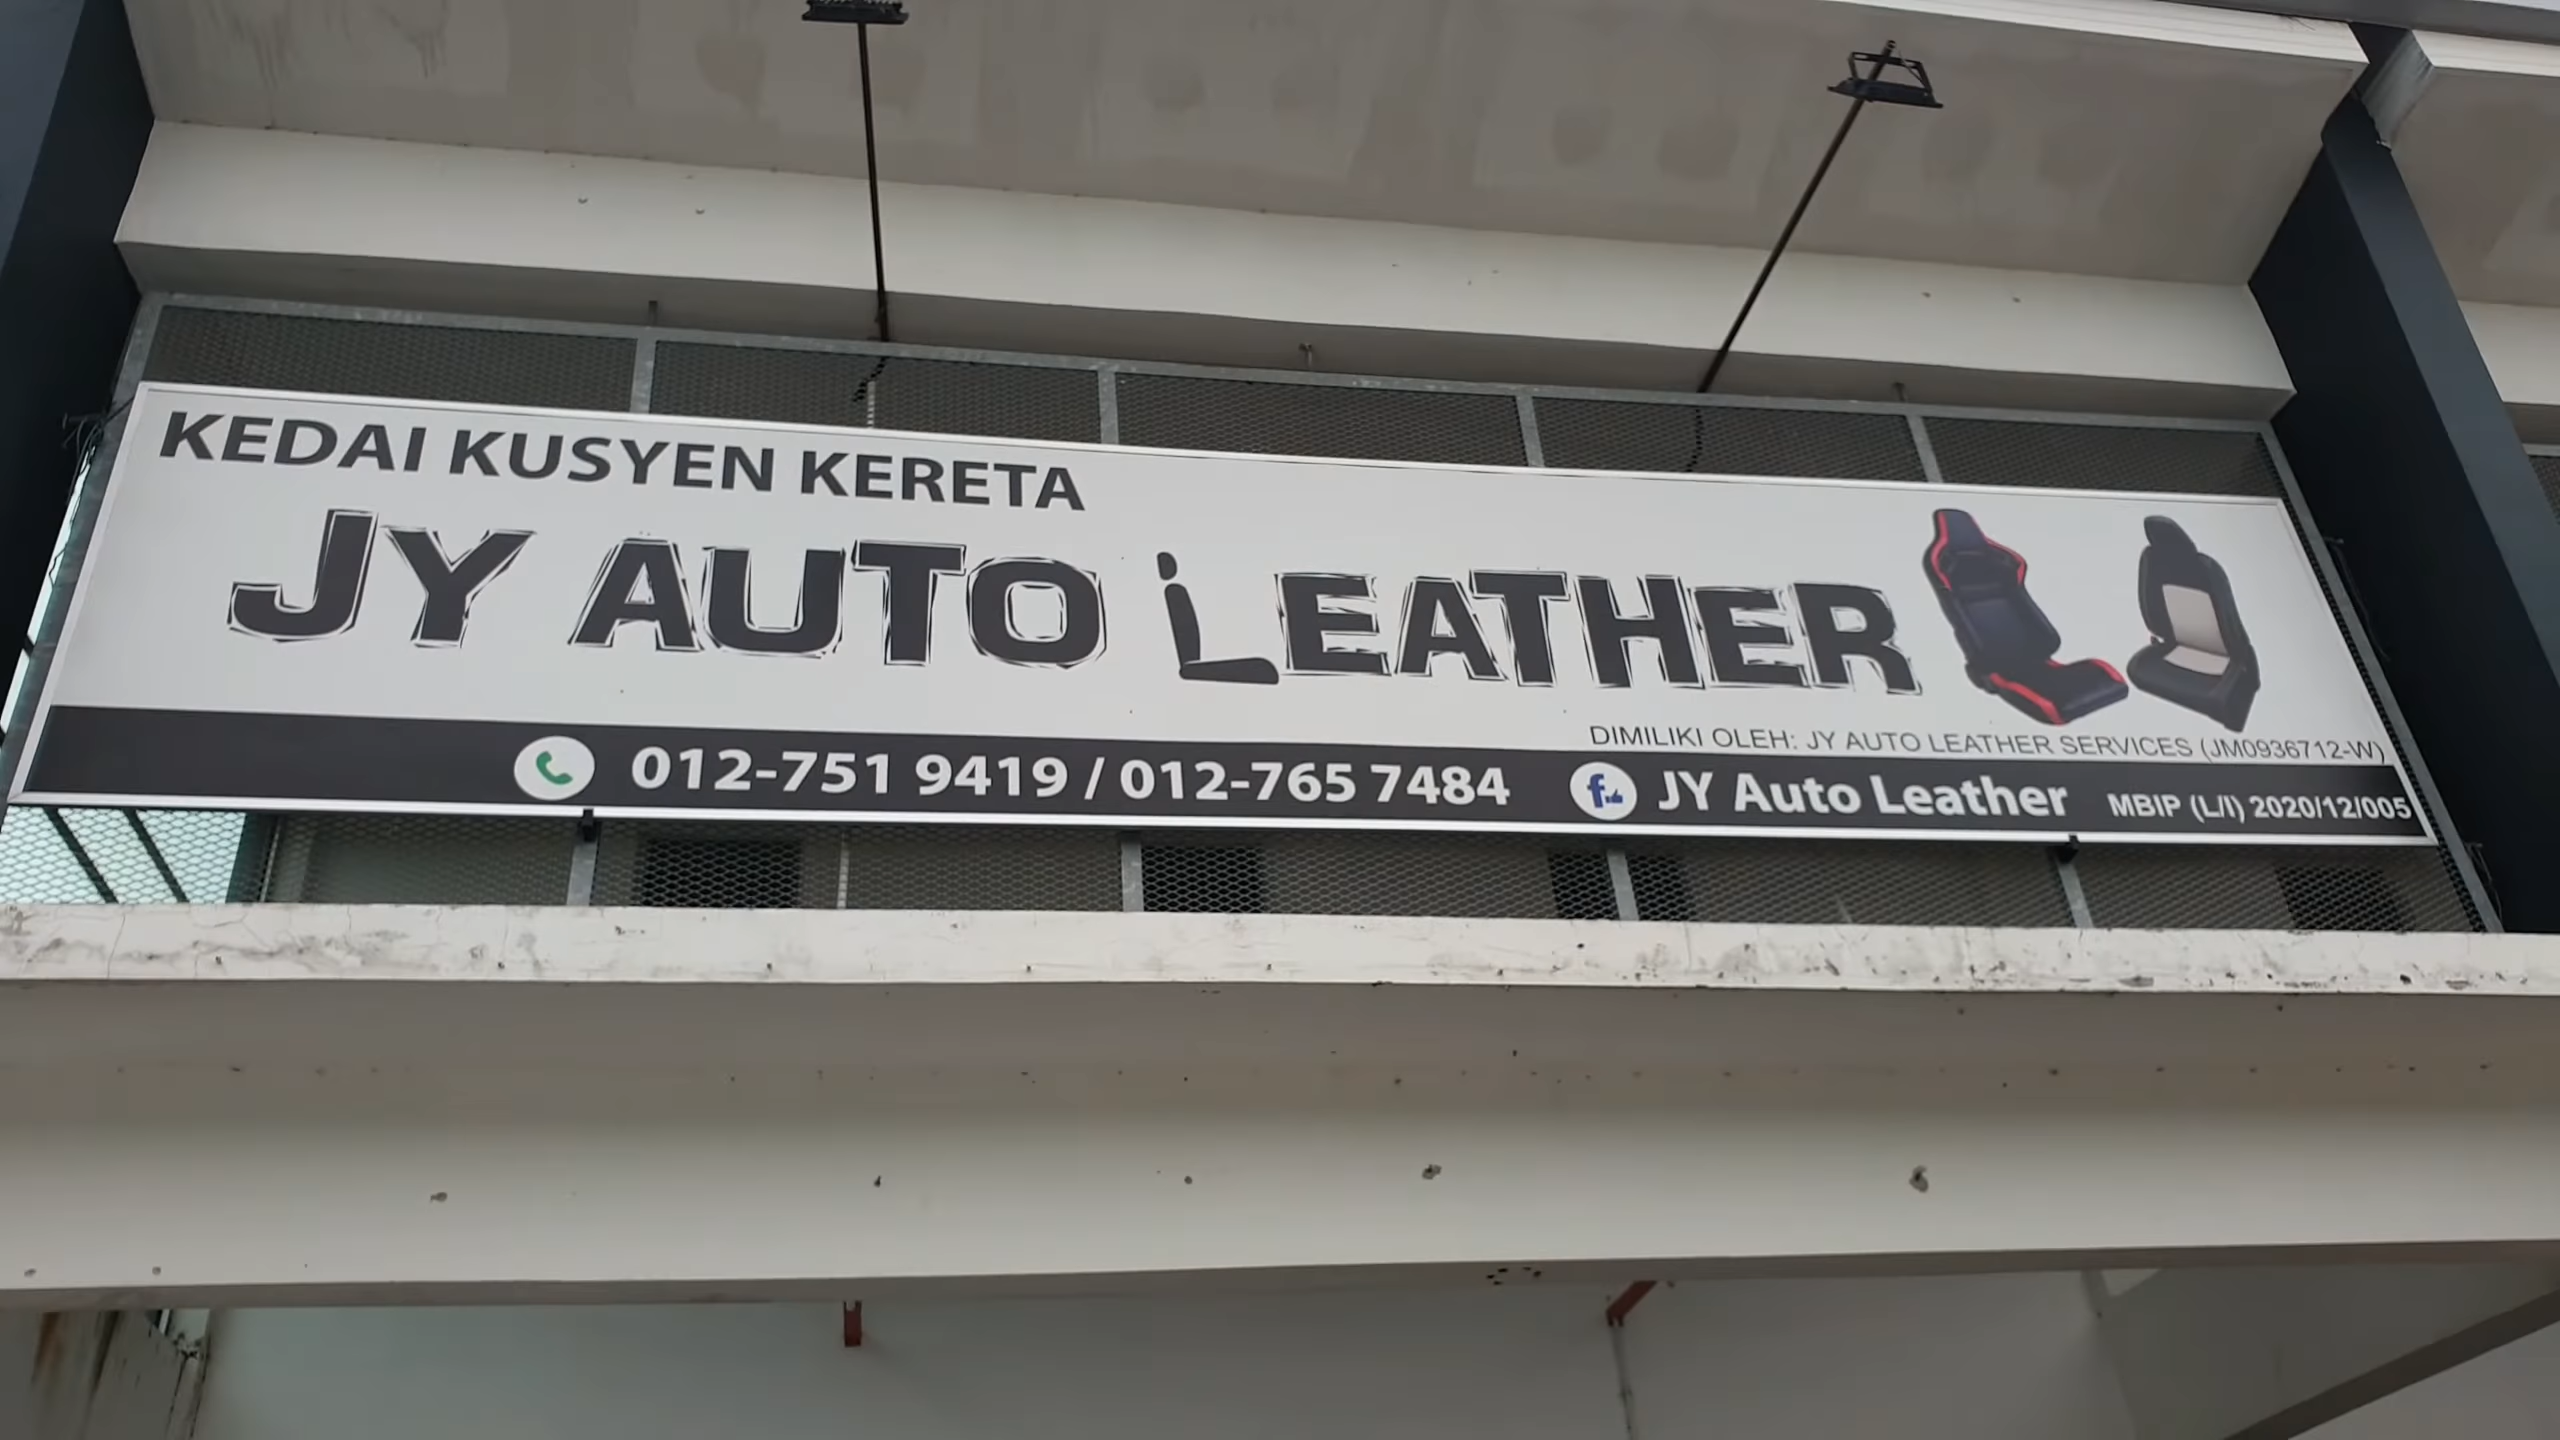 KEDAI KUSYEN KERETA
JY AUTO LEATHER
DIMILIKI OLEH: JY AUTO LEATHER SERVICES (JM0936712-W)
012-751 9419 / 012-765 7484 f JY Auto Leather MBIP (L/I) 2020/12/005